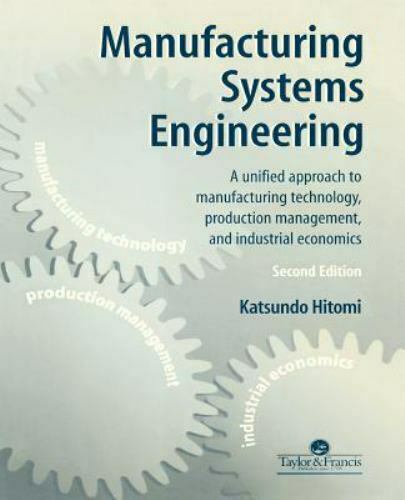 Manufacturing
Systems
Engineering
A unified approach to
manufacturing technology,
production management,
and industrial economics
Second Edition
Katsundo Hitomi
manufacturing technology
production management
industrial economics
Taylor & Francis